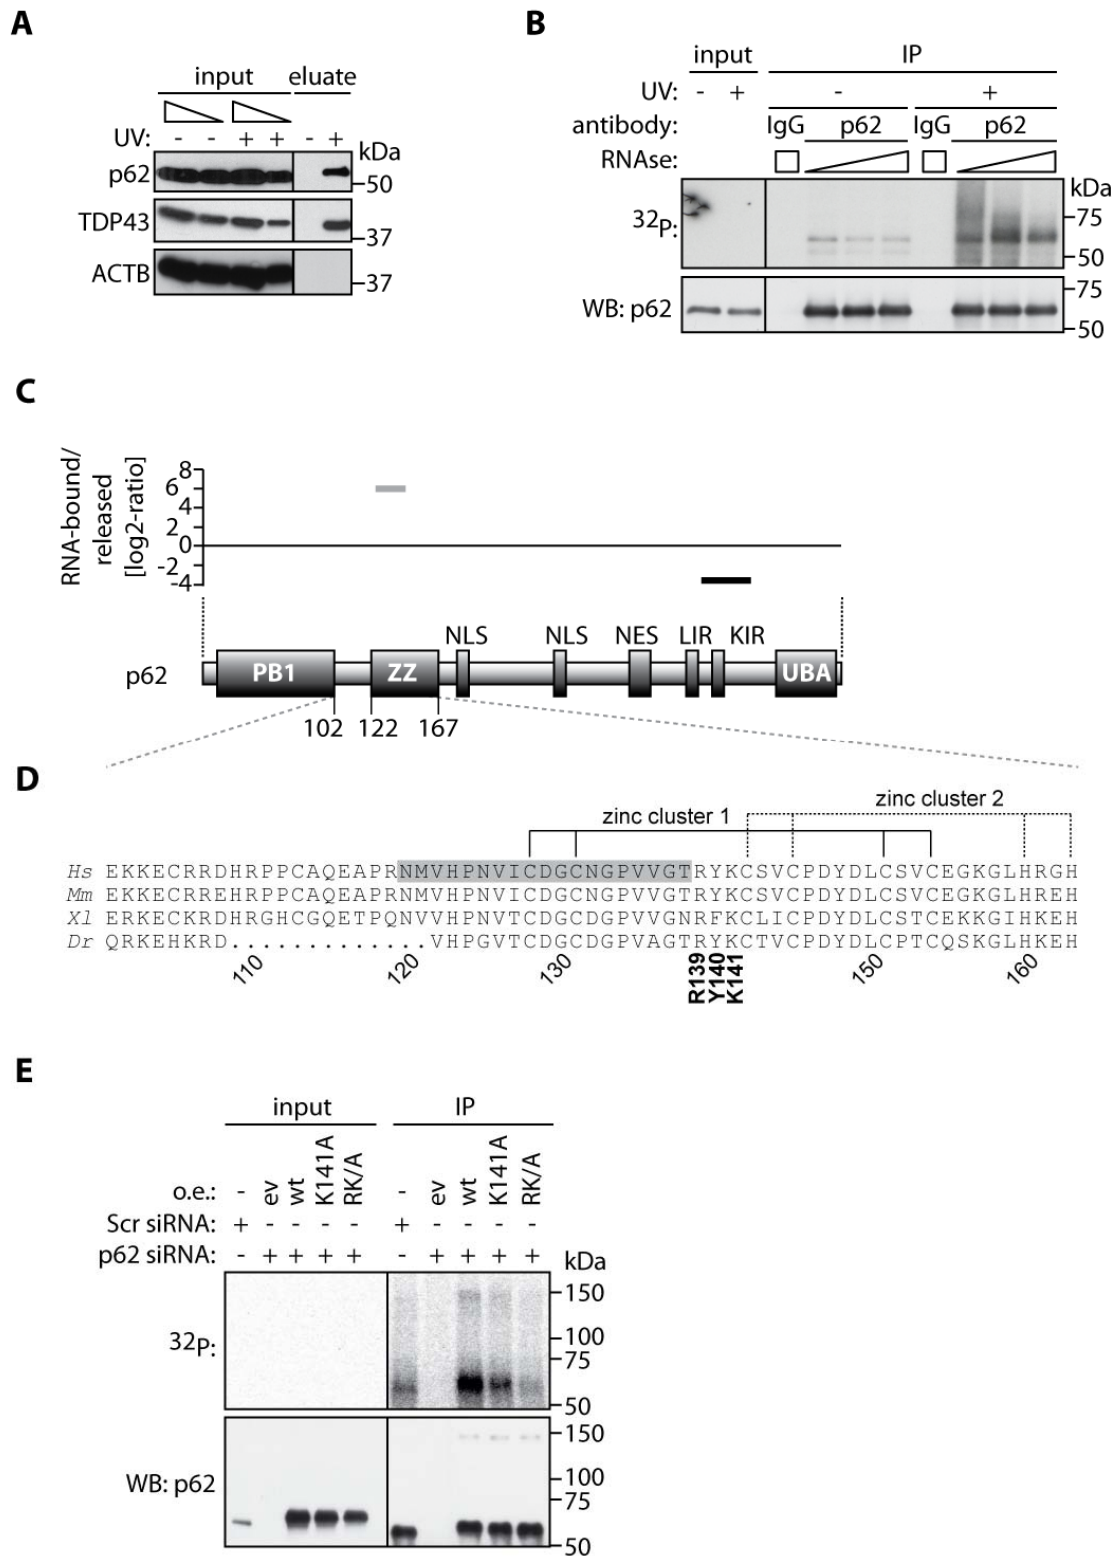 A
input eluate
UV: - - + + - +
kDa
p62
50
TDP43
37
ACTB
37
B
input IP
UV: - + - +
antibody: IgG p62 IgG p62
RNAse:
kDa
32P:
75
50
WB: p62
75
50
C
RNA-bound/
released
[log2-ratio]
8
6
4
2
0
-2
-4
NLS NLS NES LIR KIR
p62 PB1 ZZ UBA
102 122 167
D
zinc cluster 2
zinc cluster 1
Hs EKKECRRDHRPPCAQEAPRNMVHPNVICDGCNGPVVGTRYKCSVCPDYDLCSVCEGKGLHRGH
Mm EKKECRREHRPPCAQEAPRNMVHPNVICDGCNGPVVGTRYKCSVCPDYDLCSVCEGKGLHREH
Xl ERKECKRDHRGHCGQETPQNVVHPNVTCDGCDGPVVGNRFKCLICPDYDLCSTCEKKGIHKEH
Dr QRKEHKRD.............VHPGVTCDGCDGPVAGTRYKCTVCPDYDLCPTCQSKGLHKEH
110 120 130 R139 Y140 K141 150 160
E
input IP
o.e.: - ev wt K141A RK/A - ev wt K141A RK/A
Scr siRNA: + - - - - + - - - -
p62 siRNA: - + + + + - + + + +
kDa
32P:
150
100
75
50
WB: p62
150
100
75
50